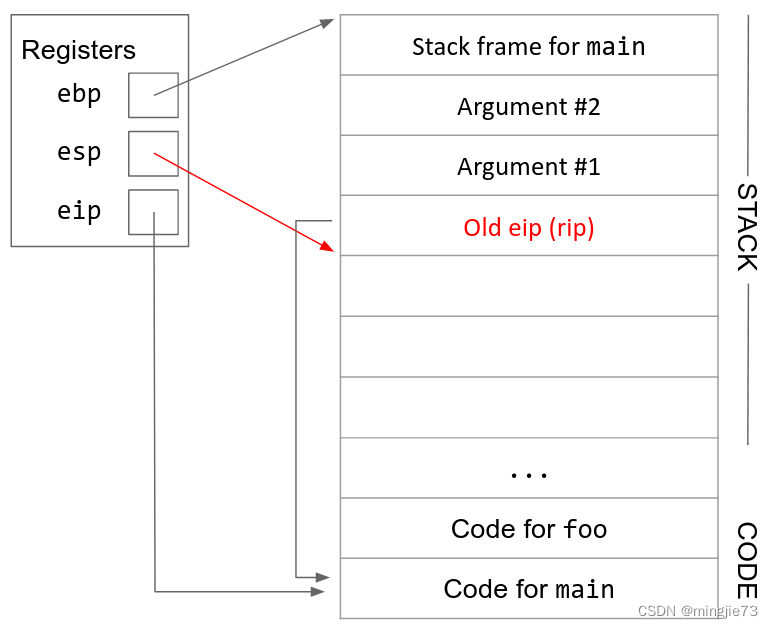 Registers
ebp
esp
eip
Stack frame for main
Argument #2
Argument #1
Old eip (rip)
...
Code for foo
Code for main
STACK
CODE
CSDN @mingjie73